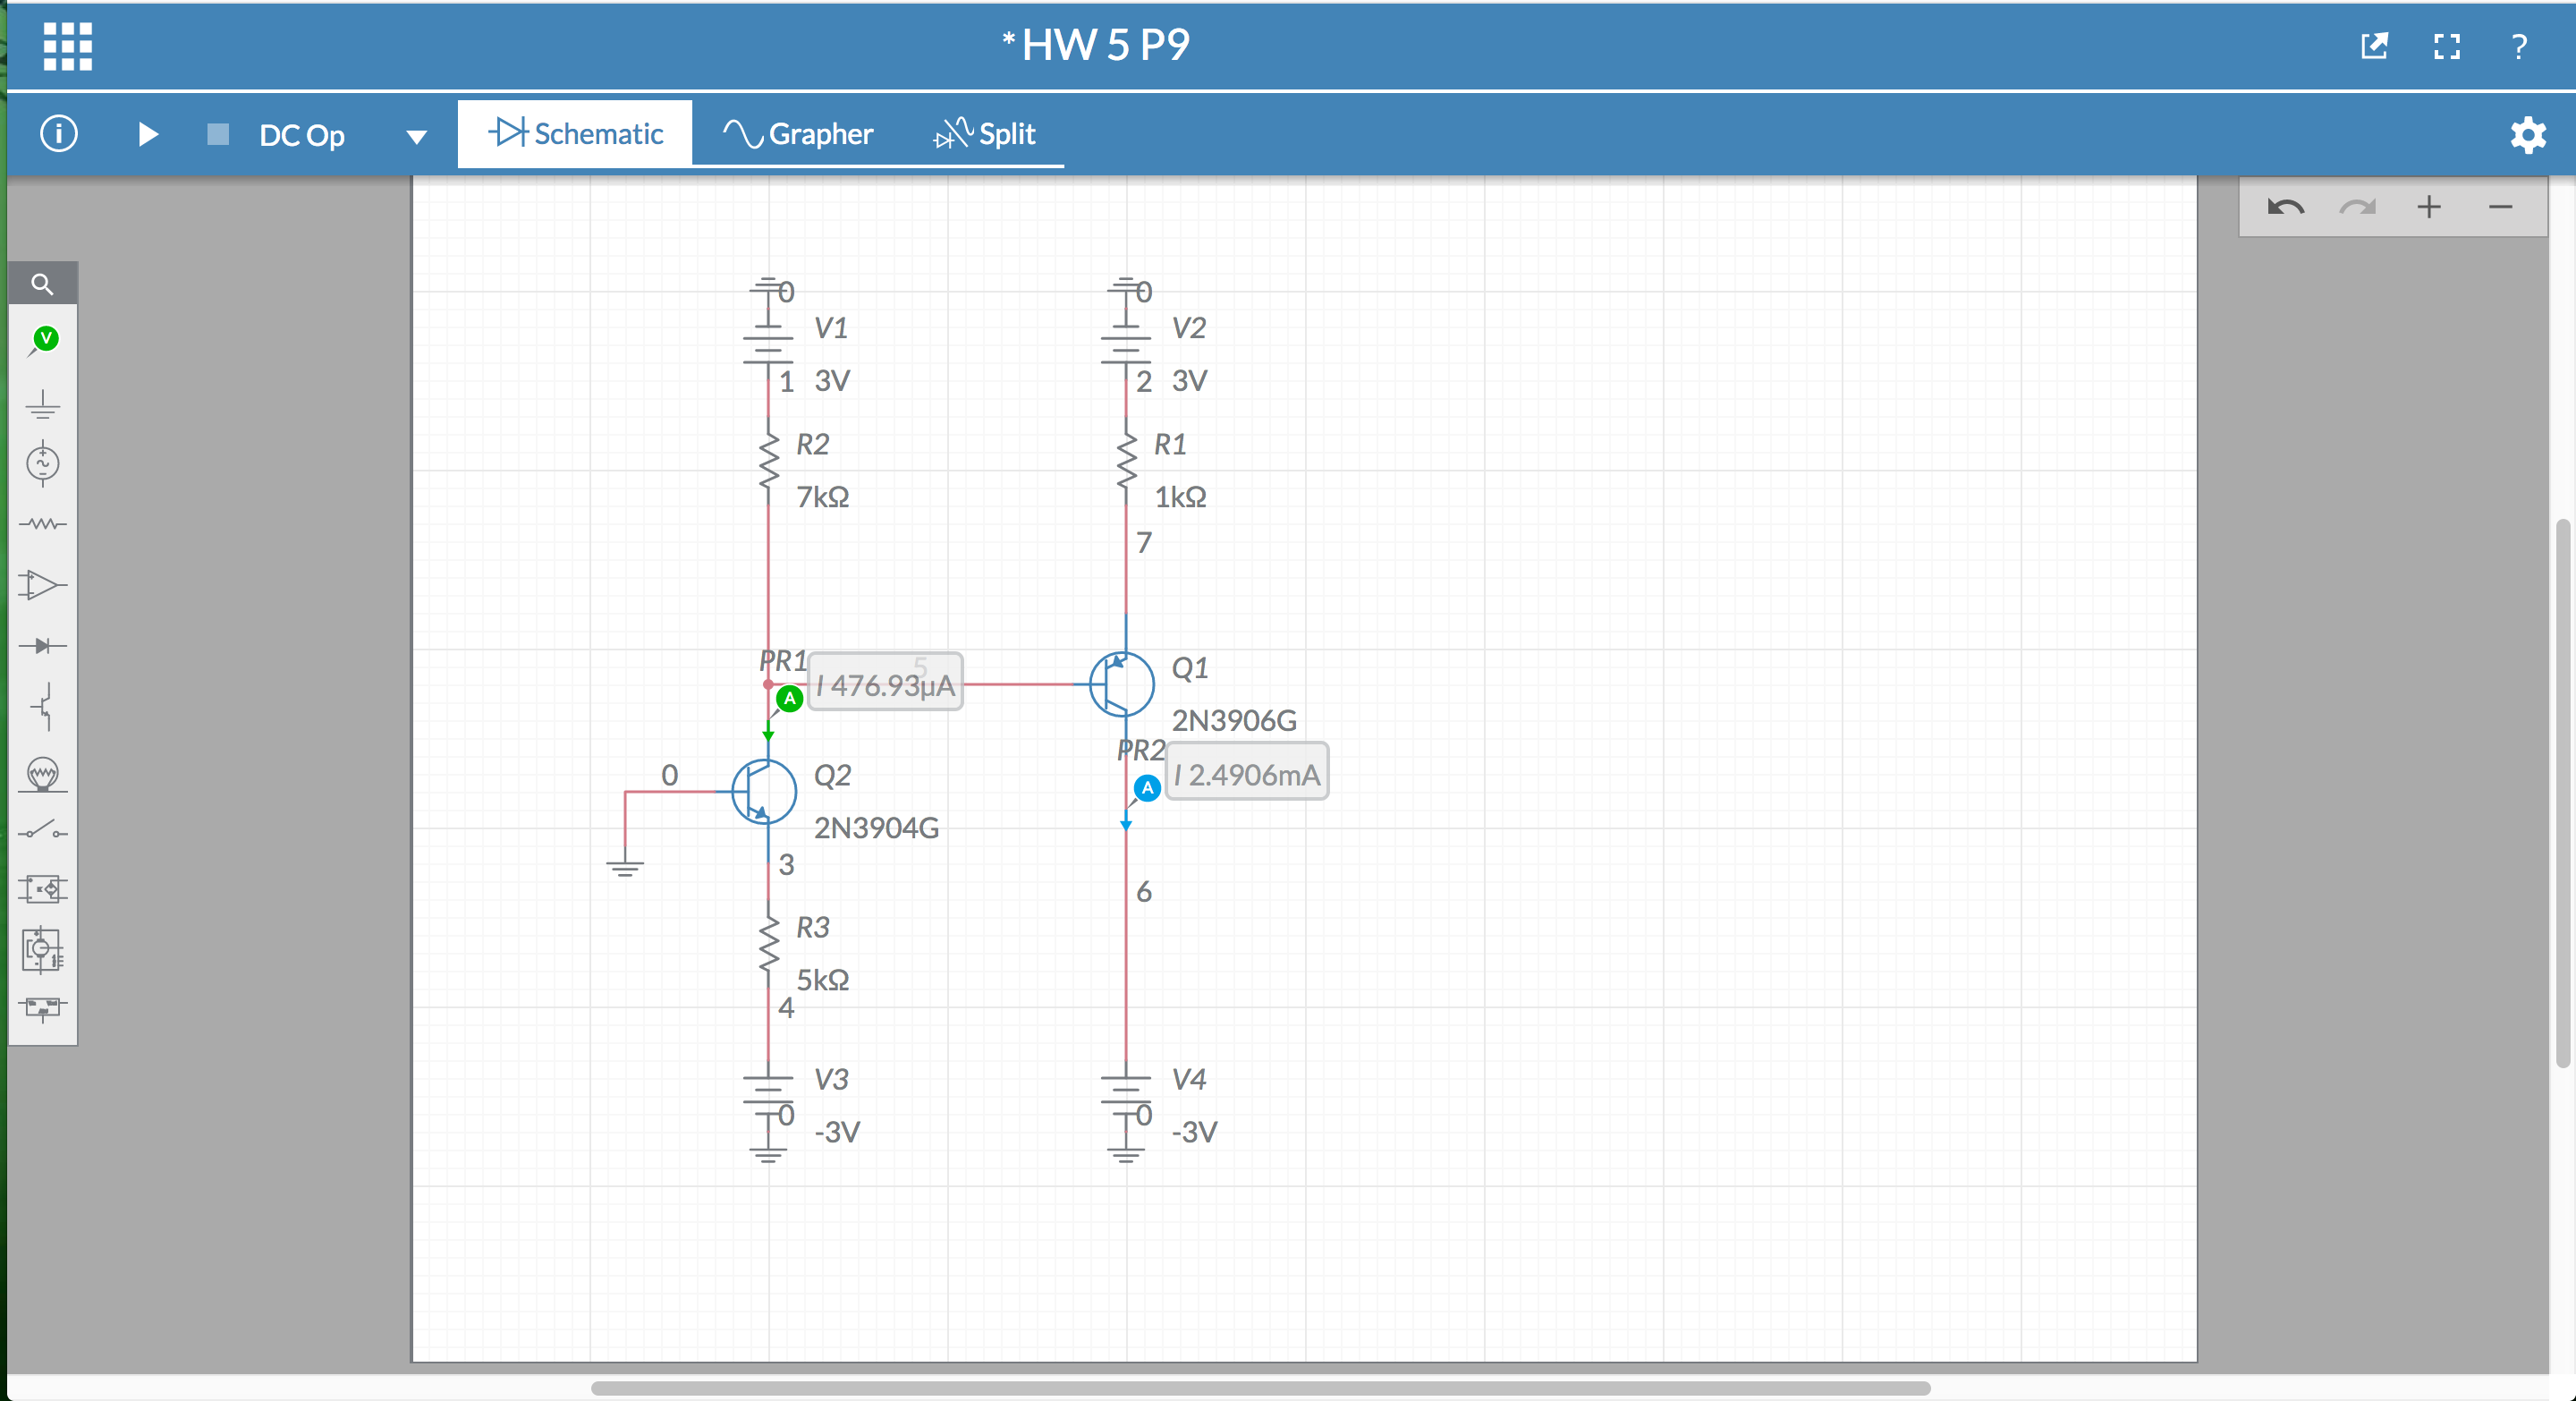 *HW 5 P9
?
i
DC Op
Schematic
Grapher
Split
V
0
V1
1 3V
R2
7kΩ
0
V2
2 3V
R1
1kΩ
7
PR1
5
A
I 476.93μA
Q1
2N3906G
PR2
A
I 2.4906mA
0
Q2
2N3904G
3
6
R3
5kΩ
4
V3
0
-3V
V4
0
-3V